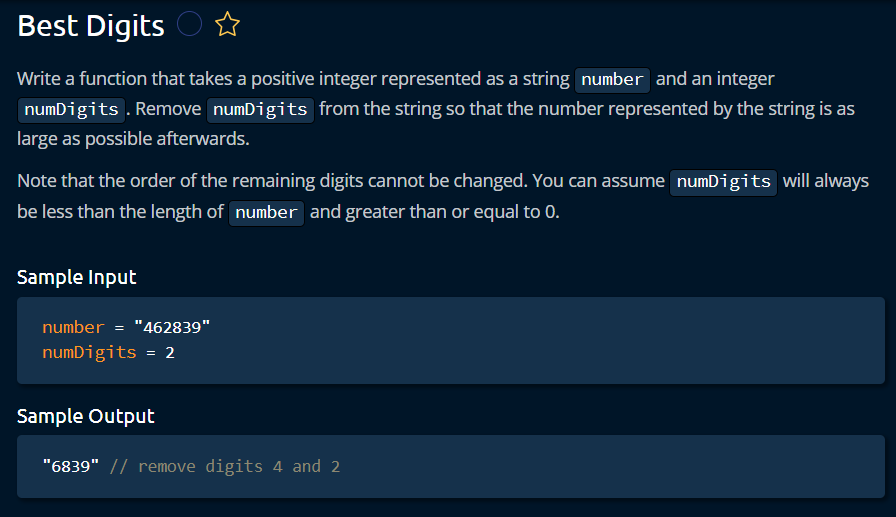 Best Digits
Write a function that takes a positive integer represented as a string number and an integer
numDigits. Remove numDigits from the string so that the number represented by the string is as
large as possible afterwards.
Note that the order of the remaining digits cannot be changed. You can assume numDigits will always
be less than the length of number and greater than or equal to 0.
Sample Input
number = "462839"
numDigits = 2
Sample Output
"6839" // remove digits 4 and 2